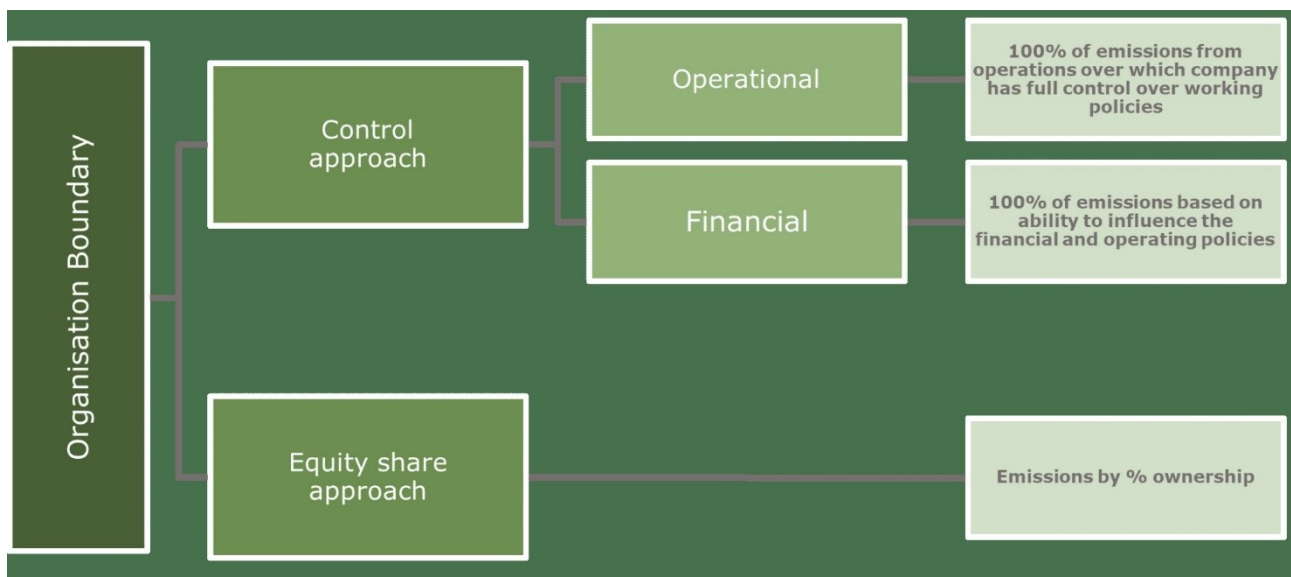 Organisation Boundary
Control
approach
Operational
100% of emissions from
operations over which company
has full control over working
policies
Financial
100% of emissions based on
ability to influence the
financial and operating policies
Equity share
approach
Emissions by % ownership